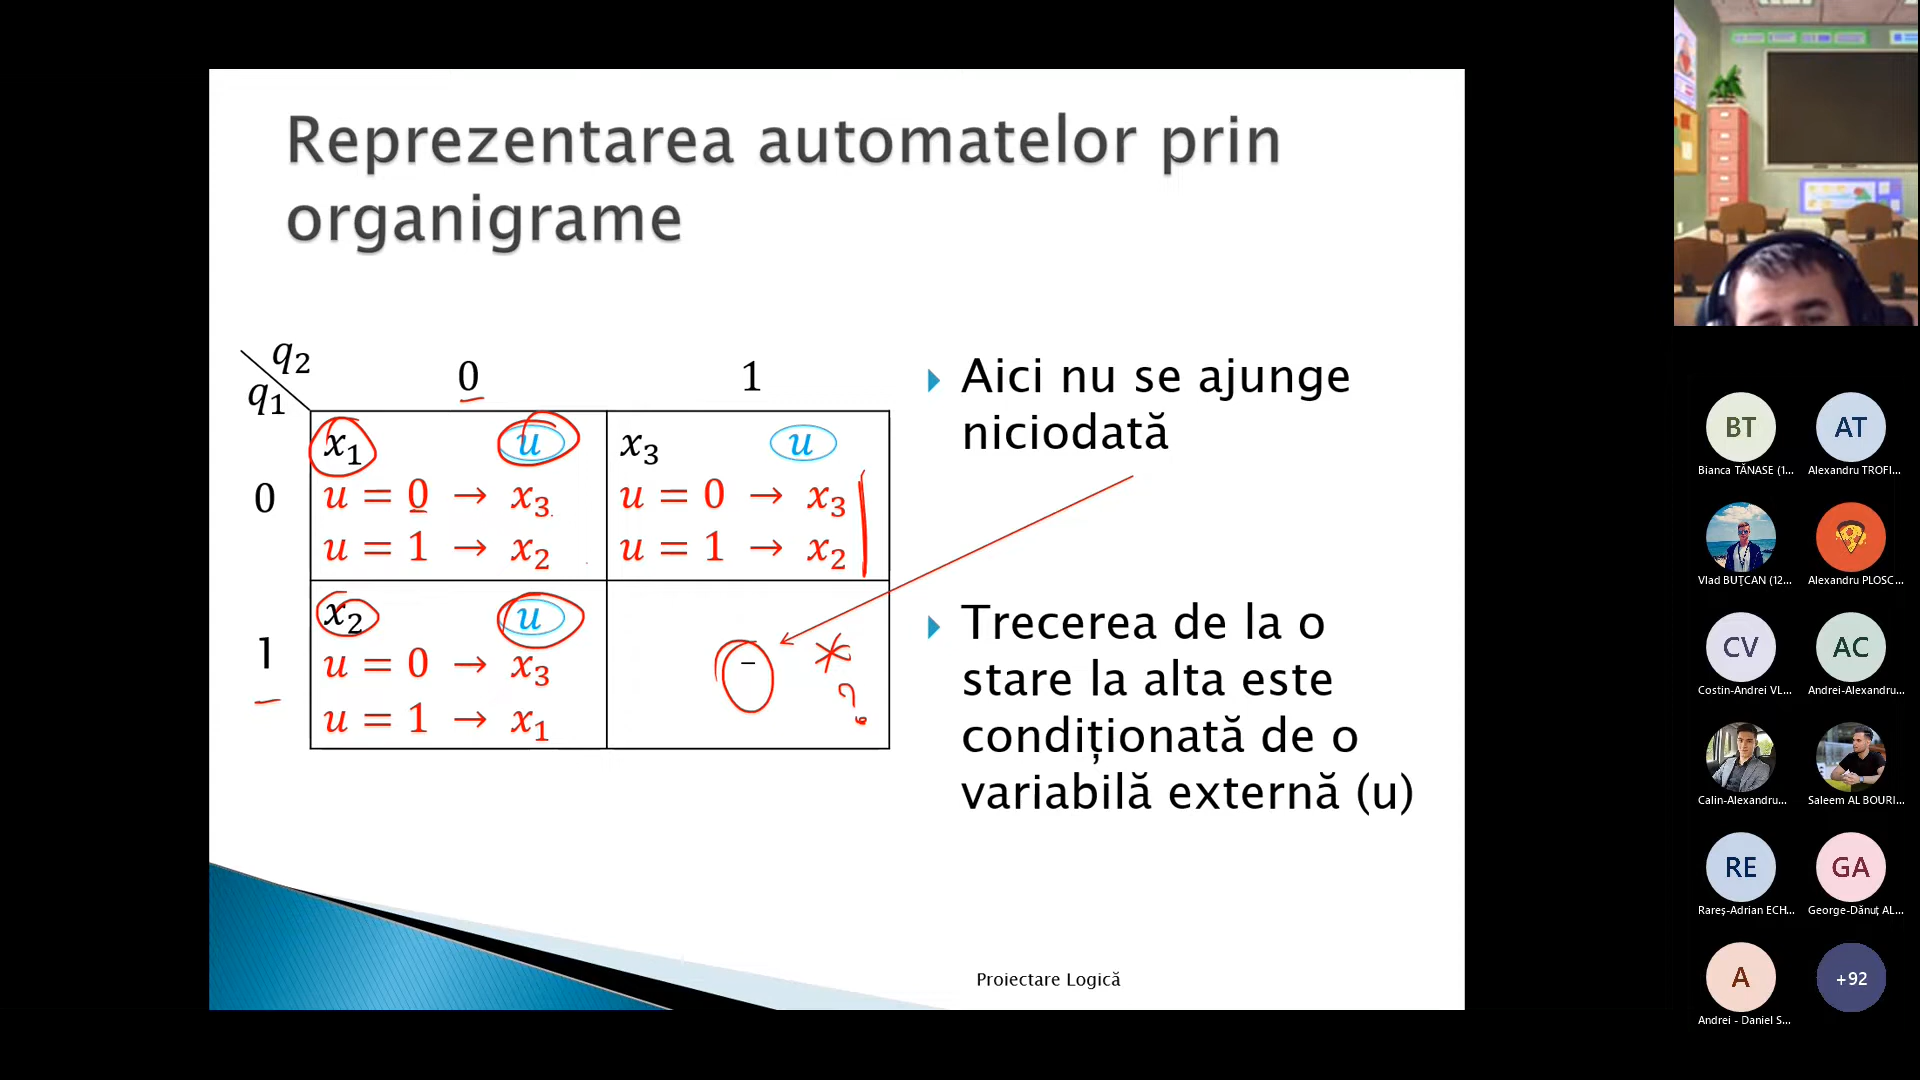 Reprezentarea automatelor prin
organigrame
q₂
q₁
0 1
x₁ u x₃ u
0
u = 0 → x₃ u = 0 → x₃
u = 1 → x₂ u = 1 → x₂
x₂ u
1
u = 0 → x₃ – * ?
u = 1 → x₁
Aici nu se ajunge
niciodată
Trecerea de la o
stare la alta este
condiționată de o
variabilă externă (u)
Proiectare Logică
BT AT
Bianca TĂNASE (1... Alexandru TROFI...
Vlad BUȚCAN (12... Alexandru PLOSC...
CV AC
Costin-Andrei VL... Andrei-Alexandru...
Calin-Alexandru... Saleem AL BOURI...
RE GA
Rareș-Adrian ECH... George-Dănuț AL...
A +92
Andrei - Daniel S...